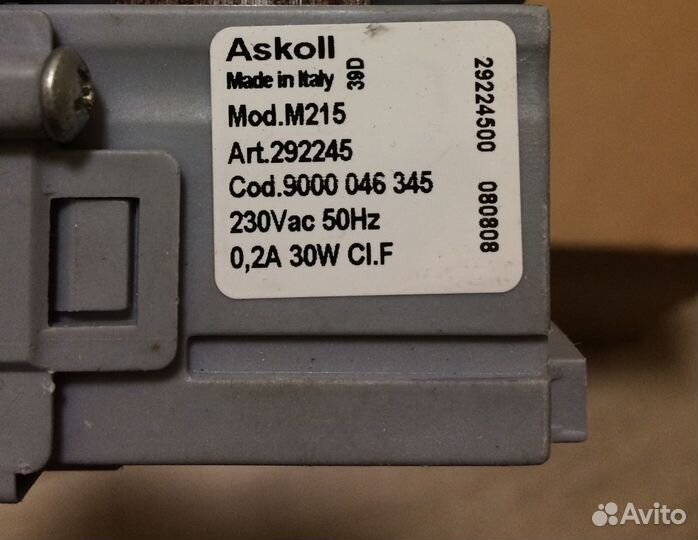 Askoll
Made in Italy
39D
Mod.M215
Art.292245
Cod.9000 046 345
230Vac 50Hz
0,2A 30W Cl.F
29224500 080808
Avito